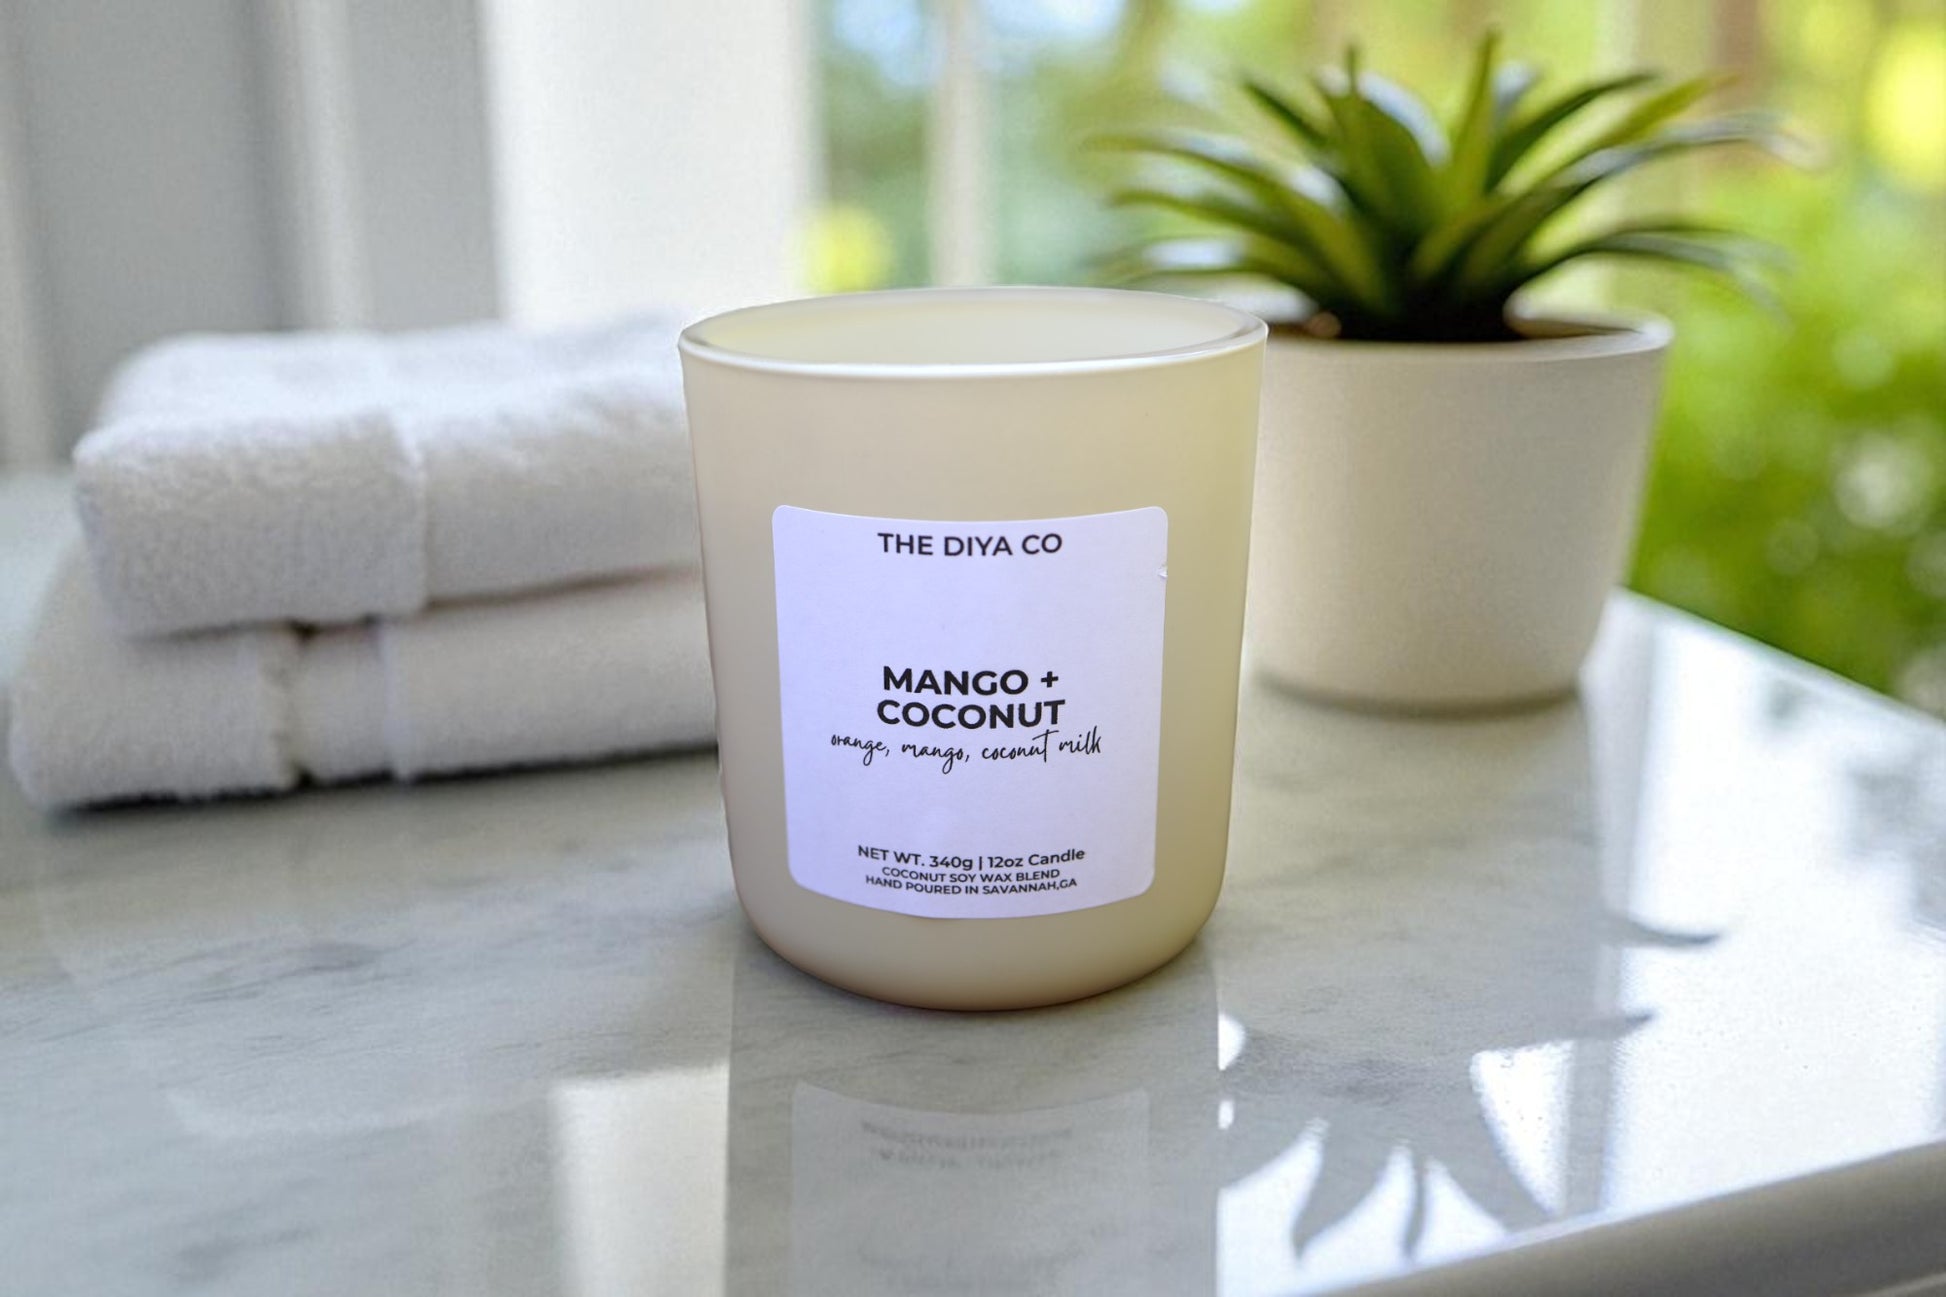 THE DIYA CO
MANGO +
COCONUT
orange, mango, coconut milk
NET WT. 340g | 12oz Candle
COCONUT SOY WAX BLEND
HAND POURED IN SAVANNAH,GA